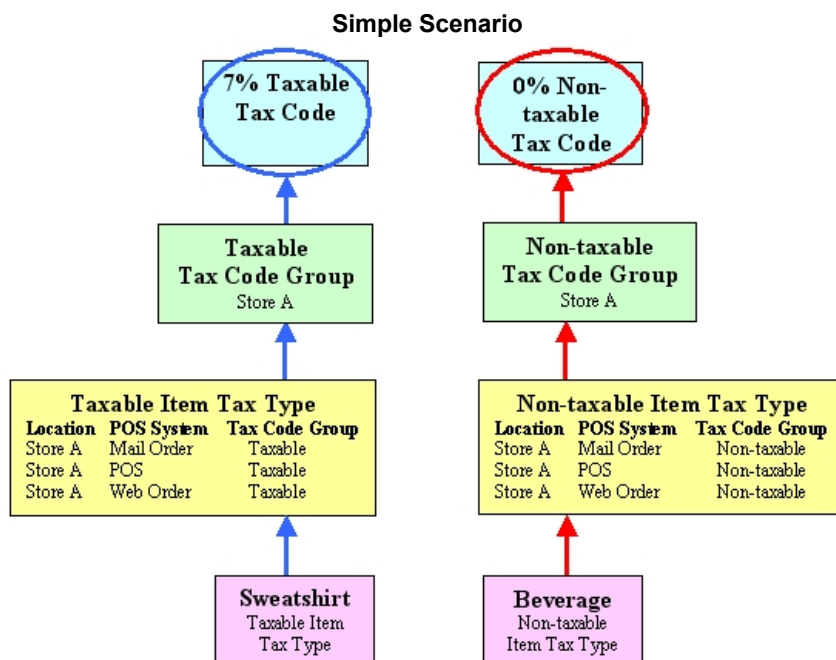 Simple Scenario
7% Taxable
Tax Code
0% Non-
taxable
Tax Code
Taxable
Tax Code Group
Store A
Non-taxable
Tax Code Group
Store A
Taxable Item Tax Type
Location POS System Tax Code Group
Store A Mail Order Taxable
Store A POS Taxable
Store A Web Order Taxable
Non-taxable Item Tax Type
Location POS System Tax Code Group
Store A Mail Order Non-taxable
Store A POS Non-taxable
Store A Web Order Non-taxable
Sweatshirt
Taxable Item
Tax Type
Beverage
Non-taxable
Item Tax Type